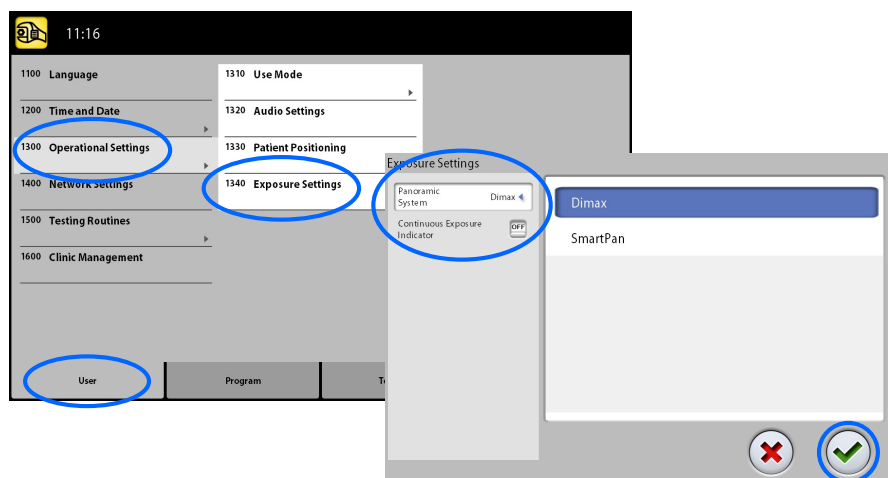 11:16
1100 Language
1200 Time and Date
1300 Operational Settings
1400 Network Settings
1500 Testing Routines
1600 Clinic Management
1310 Use Mode
1320 Audio Settings
1330 Patient Positioning
1340 Exposure Settings
User
Program
Exposure Settings
Panoramic
System
Dimax
Continuous Exposure
Indicator
OFF
Dimax
SmartPan